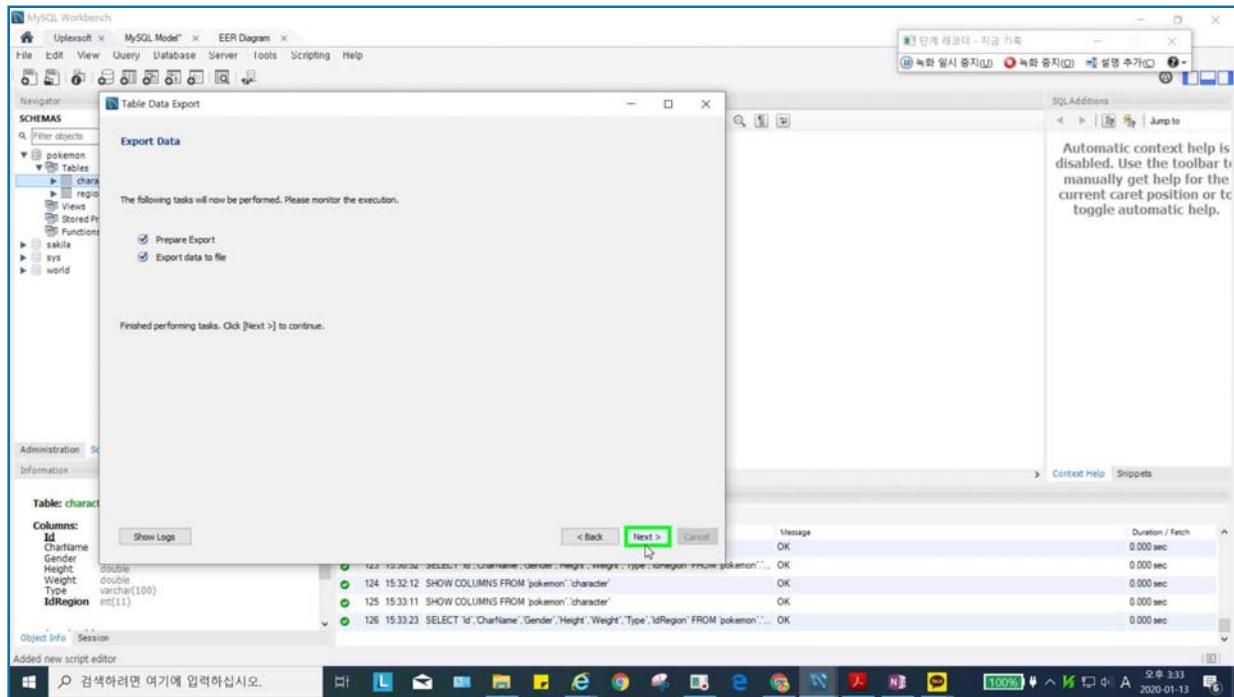 MySQL Workbench
Uplexsoft × MySQL Model* × EER Diagram ×
File Edit View Query Database Server Tools Scripting Help
단계 레코더 - 지금 기록
녹화 일시 중지(U) 녹화 중지(O) 설명 추가(C)
Navigator
SCHEMAS
Filter objects
pokemon
Tables
chara
regio
Views
Stored Pr
Functions
sakila
sys
world
Administration
Information
Table: charact
Columns:
Id
CharName
Gender
Height double
Weight double
Type varchar(100)
IdRegion int(11)
Object Info Session
Added new script editor
Table Data Export
Export Data
The following tasks will now be performed. Please monitor the execution.
Prepare Export
Export data to file
Finished performing tasks. Click [Next >] to continue.
Show Logs < Back Next > Cancel
SQLAdditions
Jump to
Automatic context help is
disabled. Use the toolbar to
manually get help for the
current caret position or to
toggle automatic help.
Context Help Snippets
Message Duration / Fetch
OK 0.000 sec
OK 0.000 sec
124 15:32:12 SHOW COLUMNS FROM `pokemon`.`character` OK 0.000 sec
125 15:33:11 SHOW COLUMNS FROM `pokemon`.`character` OK 0.000 sec
126 15:33:23 SELECT `Id`,`CharName`,`Gender`,`Height`,`Weight`,`Type`,`IdRegion` FROM `pokemon`.`... OK 0.000 sec
검색하려면 여기에 입력하십시오.
100% A 오후 3:33
2020-01-13